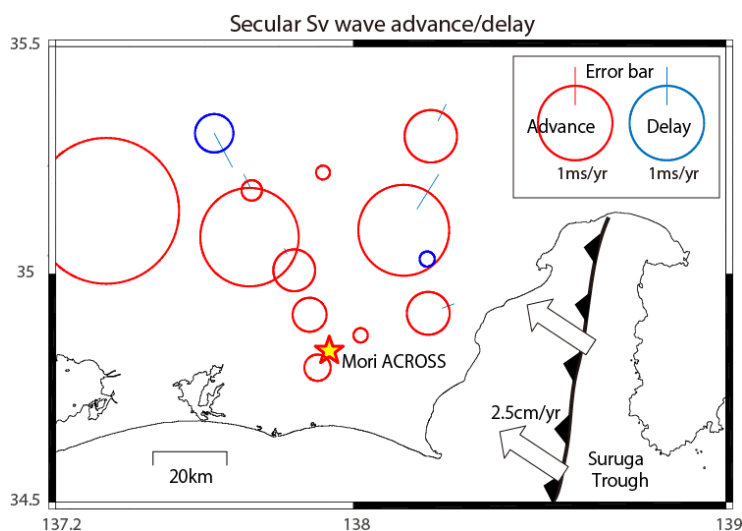 Secular Sv wave advance/delay
35.5
Error bar
Advance
Delay
1ms/yr
1ms/yr
35
Mori ACROSS
2.5cm/yr
20km
Suruga
Trough
34.5
137.2
138
139